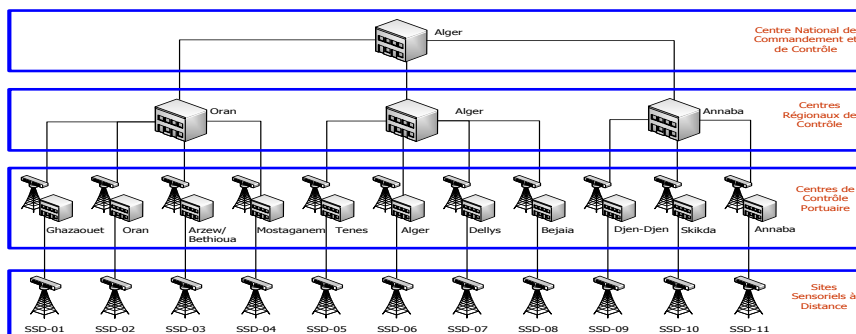 Alger
Centre National de
Commandement et
de Contrôle
Oran
Alger
Annaba
Centres
Régionaux de
Contrôle
Ghazaouet
Oran
Arzew/
Bethioua
Mostaganem
Tenes
Alger
Dellys
Bejaia
Djen-Djen
Skikda
Annaba
Centres de
Contrôle
Portuaire
SSD-01
SSD-02
SSD-03
SSD-04
SSD-05
SSD-06
SSD-07
SSD-08
SSD-09
SSD-10
SSD-11
Sites
Sensoriels à
Distance